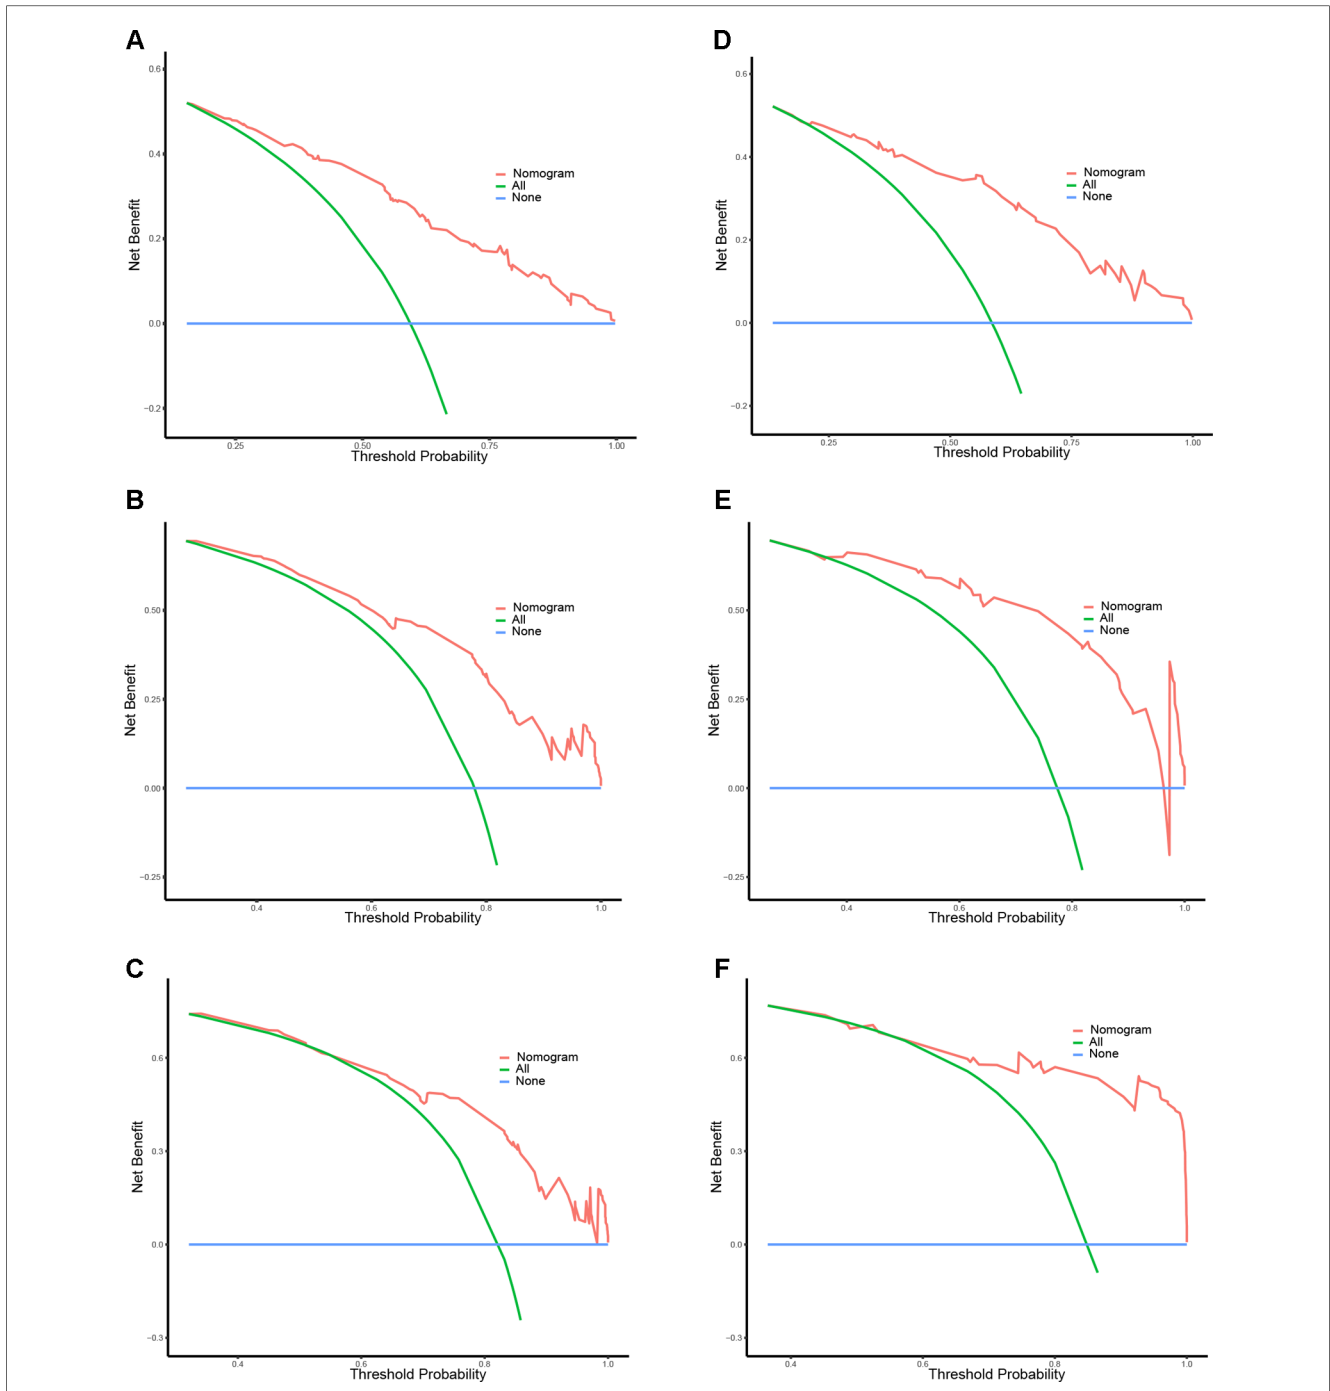 A
0.6
0.4
0.2
0.0
−0.2
Net Benefit
Nomogram
All
None
0.25
0.50
0.75
1.00
Threshold Probability
D
0.6
0.4
0.2
0.0
−0.2
Net Benefit
Nomogram
All
None
0.25
0.50
0.75
1.00
Threshold Probability
B
0.50
0.25
0.00
−0.25
Net Benefit
Nomogram
All
None
0.4
0.6
0.8
1.0
Threshold Probability
E
0.50
0.25
0.00
−0.25
Net Benefit
Nomogram
All
None
0.4
0.6
0.8
1.0
Threshold Probability
C
0.6
0.3
0.0
−0.3
Net Benefit
Nomogram
All
None
0.4
0.6
0.8
1.0
Threshold Probability
F
0.6
0.3
0.0
−0.3
Net Benefit
Nomogram
All
None
0.4
0.6
0.8
1.0
Threshold Probability